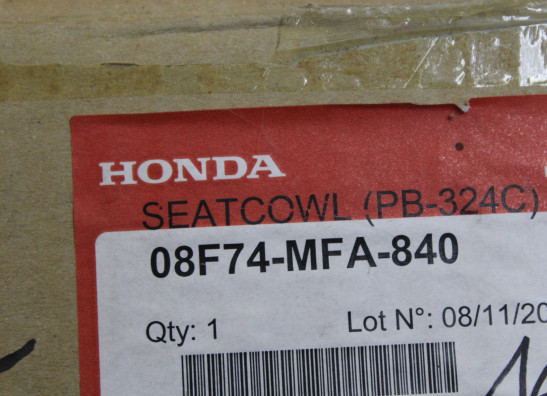 HONDA
SEATCOWL (PB-324C)
08F74-MFA-840
Qty: 1
Lot N°: 08/11/20